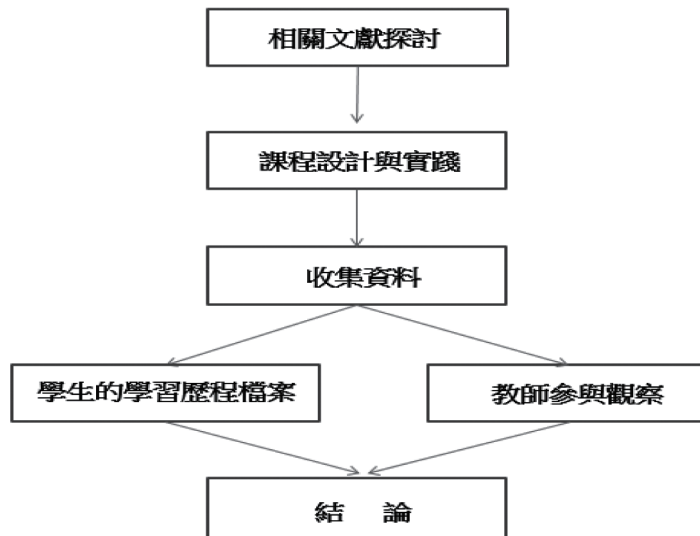 相關文獻探討
課程設計與實踐
收集資料
學生的學習歷程檔案
教師參與觀察
結 論